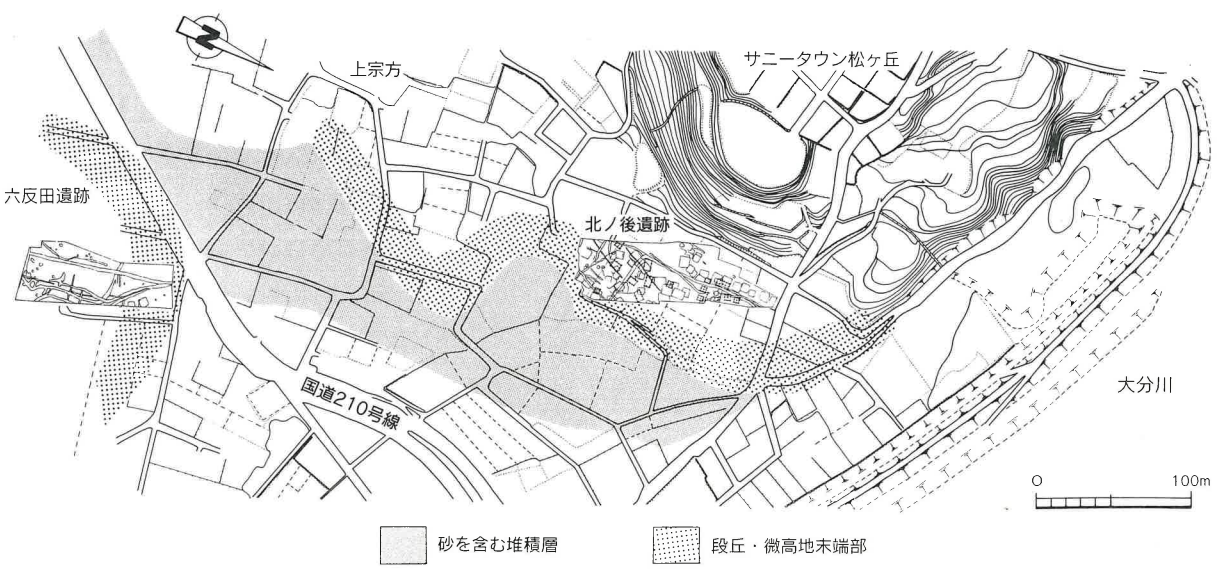 N
上宗方
サニータウン松ヶ丘
六反田遺跡
北ノ後遺跡
国道210号線
大分川
0 100m
砂を含む堆積層
段丘・微高地末端部